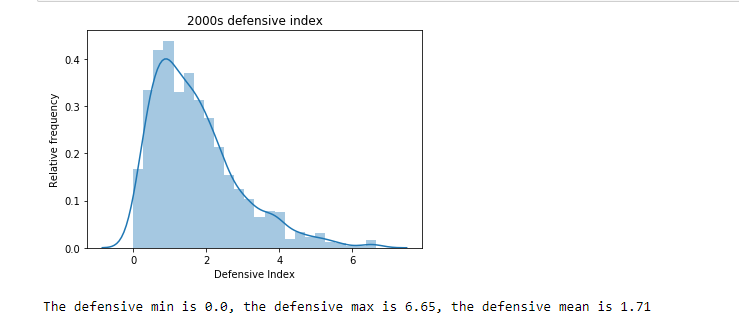 2000s defensive index
0.4
0.3
0.2
0.1
0.0
Relative frequency
0 2 4 6
Defensive Index
The defensive min is 0.0, the defensive max is 6.65, the defensive mean is 1.71